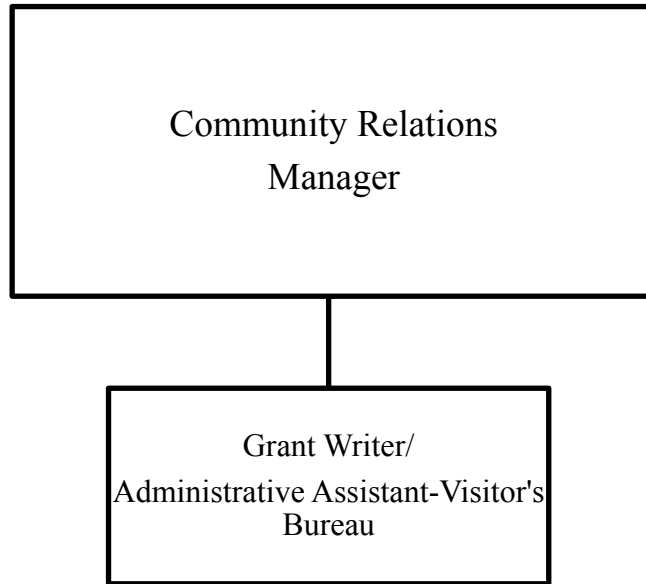 Community Relations
Manager
Grant Writer/
Administrative Assistant-Visitor's
Bureau